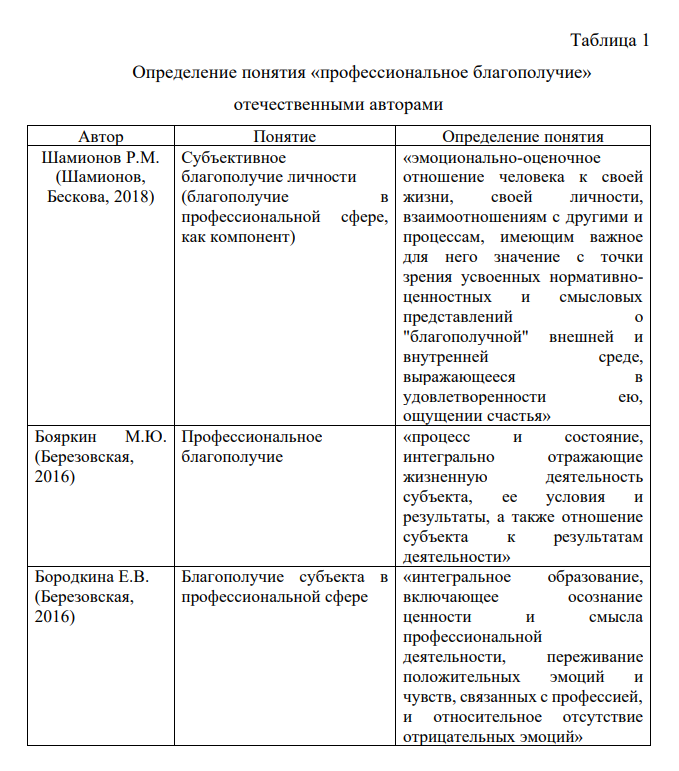 Таблица 1
Определение понятия «профессиональное благополучие»
отечественными авторами
Автор
Понятие
Определение понятия
Шамионов Р.М.
(Шамионов,
Бескова, 2018)
Субъективное
благополучие личности
(благополучие в
профессиональной сфере,
как компонент)
«эмоционально-оценочное
отношение человека к своей
жизни, своей личности,
взаимоотношениям с другими и
процессам, имеющим важное
для него значение с точки
зрения усвоенных нормативно-
ценностных и смысловых
представлений о
"благополучной" внешней и
внутренней среде,
выражающееся в
удовлетворенности ею,
ощущении счастья»
Бояркин М.Ю.
(Березовская,
2016)
Профессиональное
благополучие
«процесс и состояние,
интегрально отражающие
жизненную деятельность
субъекта, ее условия и
результаты, а также отношение
субъекта к результатам
деятельности»
Бородкина Е.В.
(Березовская,
2016)
Благополучие субъекта в
профессиональной сфере
«интегральное образование,
включающее осознание
ценности и смысла
профессиональной
деятельности, переживание
положительных эмоций и
чувств, связанных с профессией,
и относительное отсутствие
отрицательных эмоций»